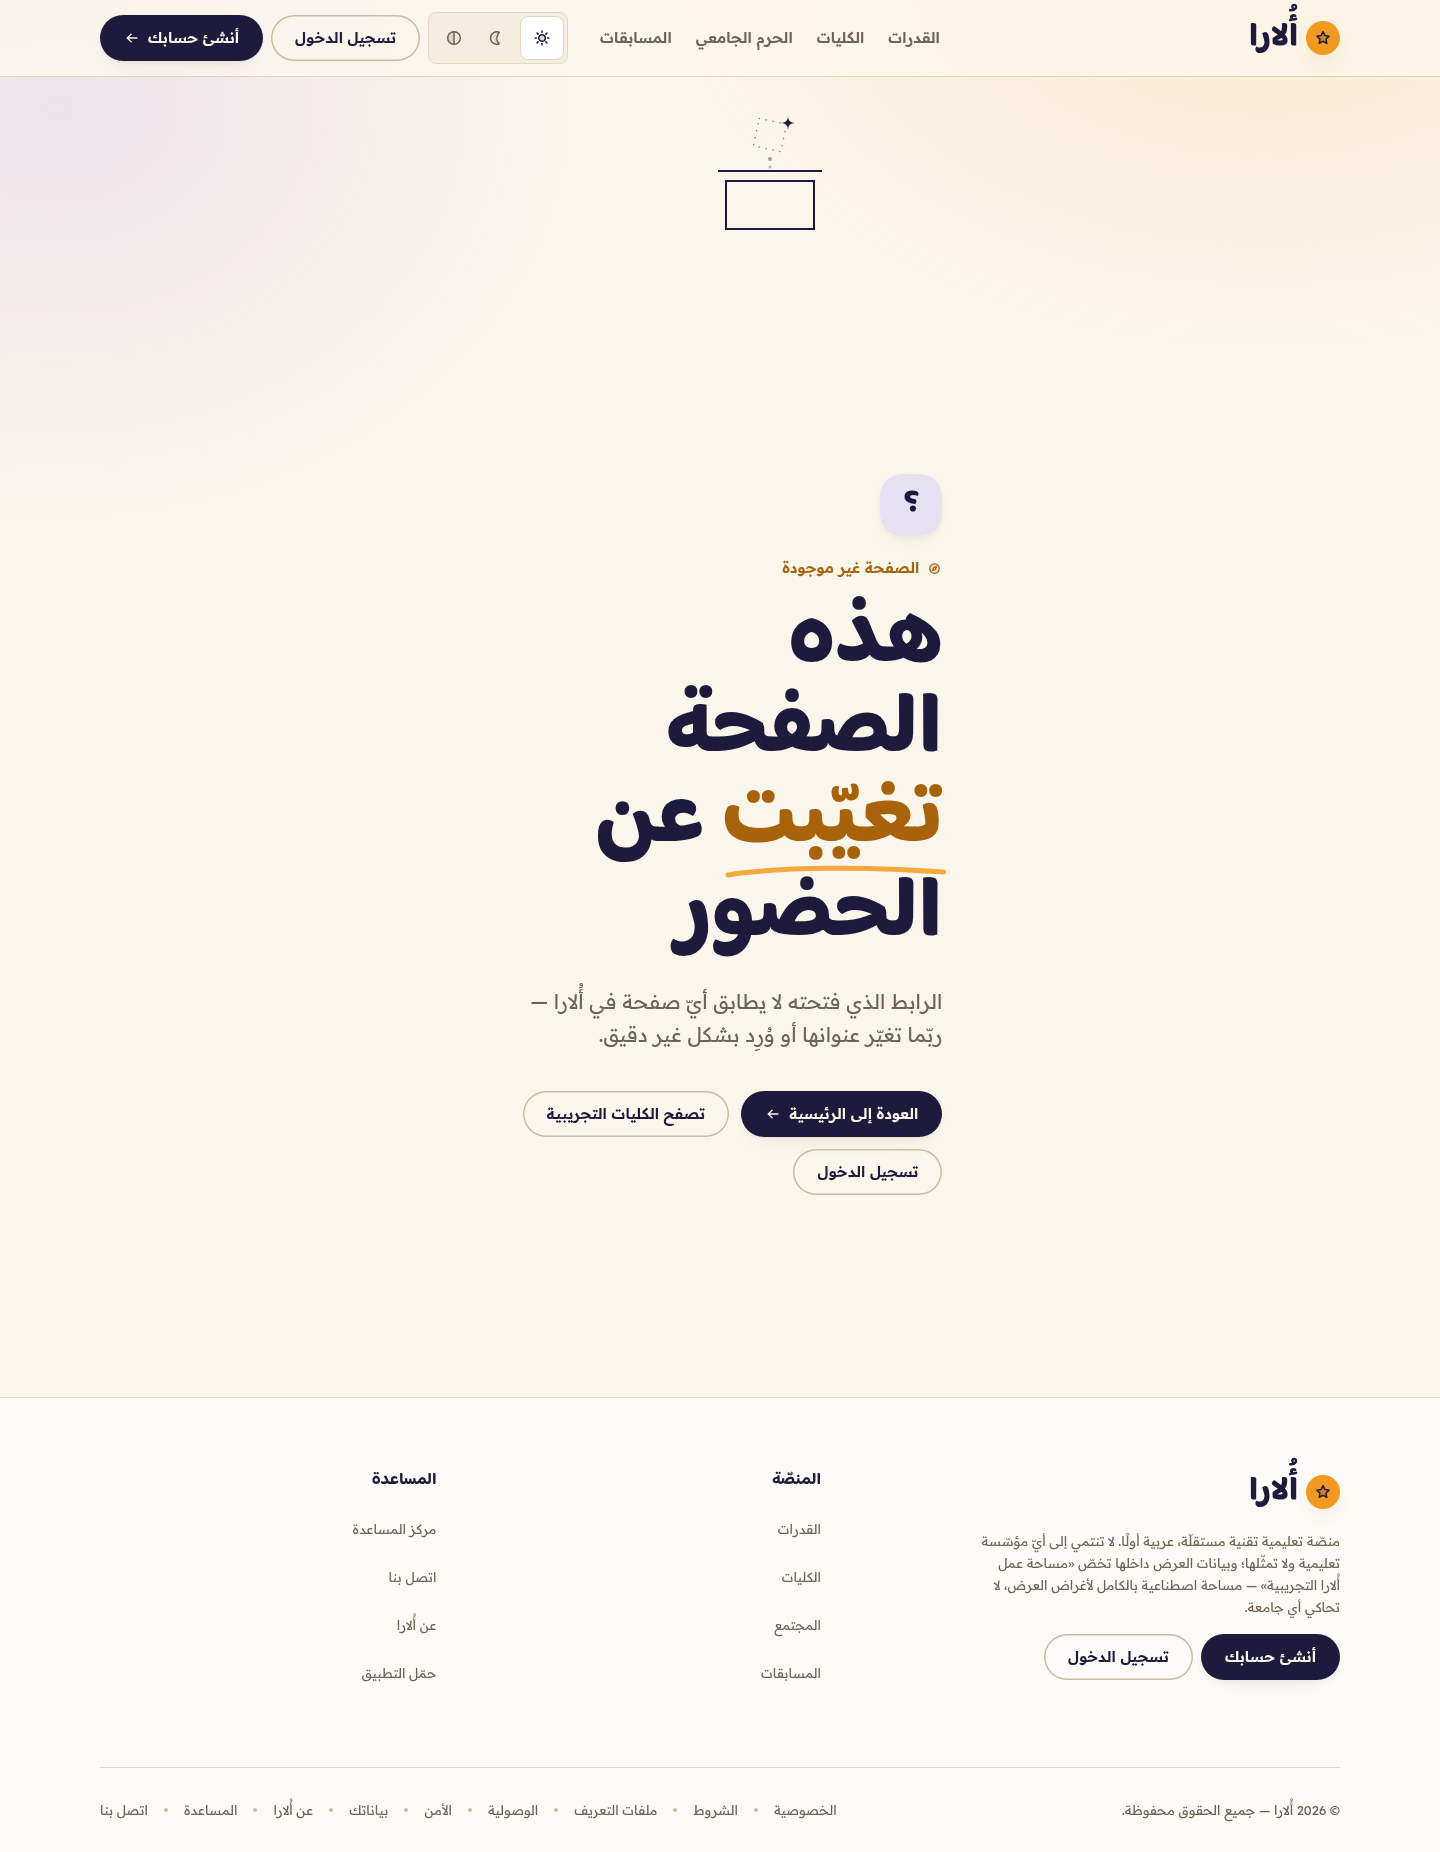 أُلارا
القدرات
الكليات
الحرم الجامعي
المسابقات
تسجيل الدخول
أنشئ حسابك ←
؟
الصفحة غير موجودة
هذه
الصفحة
تغيّبت عن
الحضور
الرابط الذي فتحته لا يطابق أيّ صفحة في أُلارا —
ربّما تغيّر عنوانها أو وُرِد بشكل غير دقيق.
العودة إلى الرئيسية ←
تصفح الكليات التجريبية
تسجيل الدخول
أُلارا
منصّة تعليمية تقنية مستقلّة، عربية أولًا. لا تنتمي إلى أيّ مؤسّسة
تعليمية ولا تمثّلها؛ وبيانات العرض داخلها تخصّ «مساحة عمل
أُلارا التجريبية» — مساحة اصطناعية بالكامل لأغراض العرض، لا
تحاكي أي جامعة.
أنشئ حسابك
تسجيل الدخول
المنصّة
القدرات
الكليات
المجتمع
المسابقات
المساعدة
مركز المساعدة
اتصل بنا
عن أُلارا
حمّل التطبيق
© 2026 أُلارا — جميع الحقوق محفوظة.
الخصوصية • الشروط • ملفات التعريف • الوصولية • الأمن • بياناتك • عن أُلارا • المساعدة • اتصل بنا